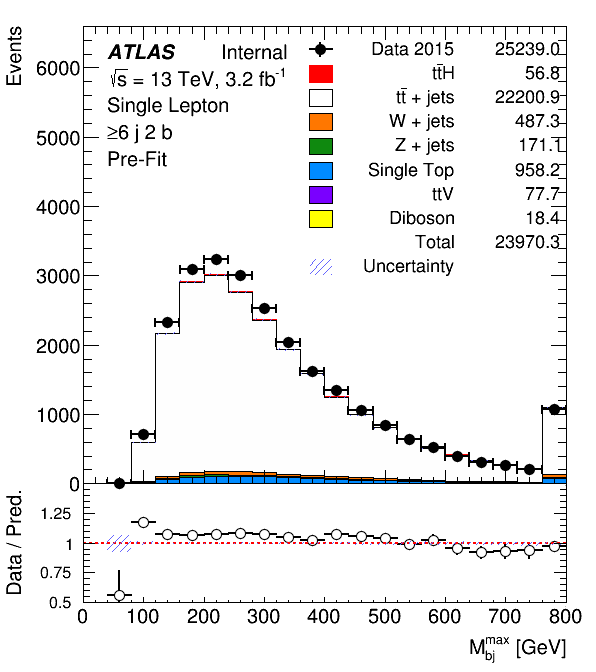 Events
6000
5000
4000
3000
2000
1000
0
ATLAS Internal
√s = 13 TeV, 3.2 fb⁻¹
Single Lepton
≥6 j 2 b
Pre-Fit
Data 2015 25239.0
tt̄H 56.8
tt̄ + jets 22200.9
W + jets 487.3
Z + jets 171.1
Single Top 958.2
ttV 77.7
Diboson 18.4
Total 23970.3
Uncertainty
Data / Pred.
1.25
1
0.75
0.5
0 100 200 300 400 500 600 700 800
M_bj^max [GeV]